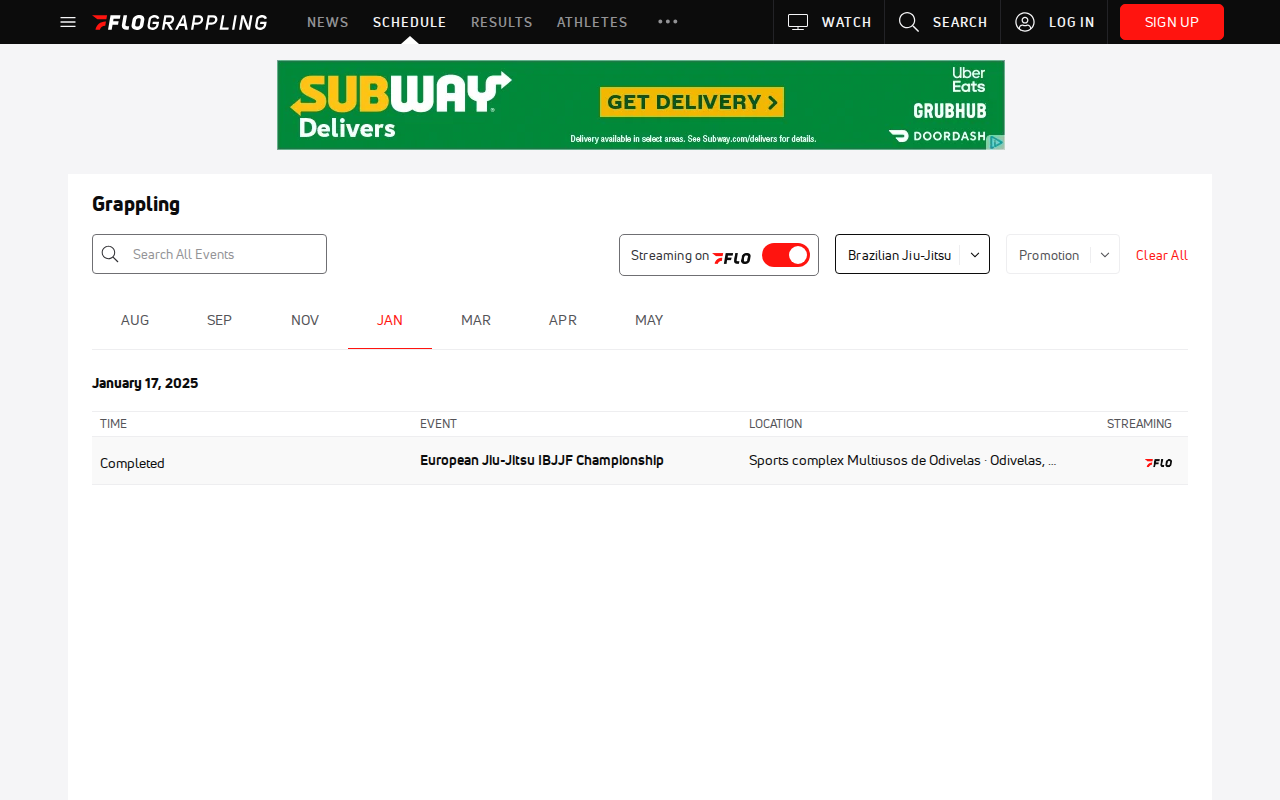 FLOGRAPPLING NEWS SCHEDULE RESULTS ATHLETES ••• WATCH SEARCH LOG IN SIGN UP
SUBWAY®
Delivers
GET DELIVERY
Delivery available in select areas. See Subway.com/delivers for details.
Uber Eats
GRUBHUB
DOORDASH
Grappling
Search All Events Streaming on FLO Brazilian Jiu-Jitsu Promotion Clear All
AUG SEP NOV JAN MAR APR MAY
January 17, 2025
TIME EVENT LOCATION STREAMING
Completed European Jiu-Jitsu IBJJF Championship Sports complex Multiusos de Odivelas · Odivelas, ... FLO